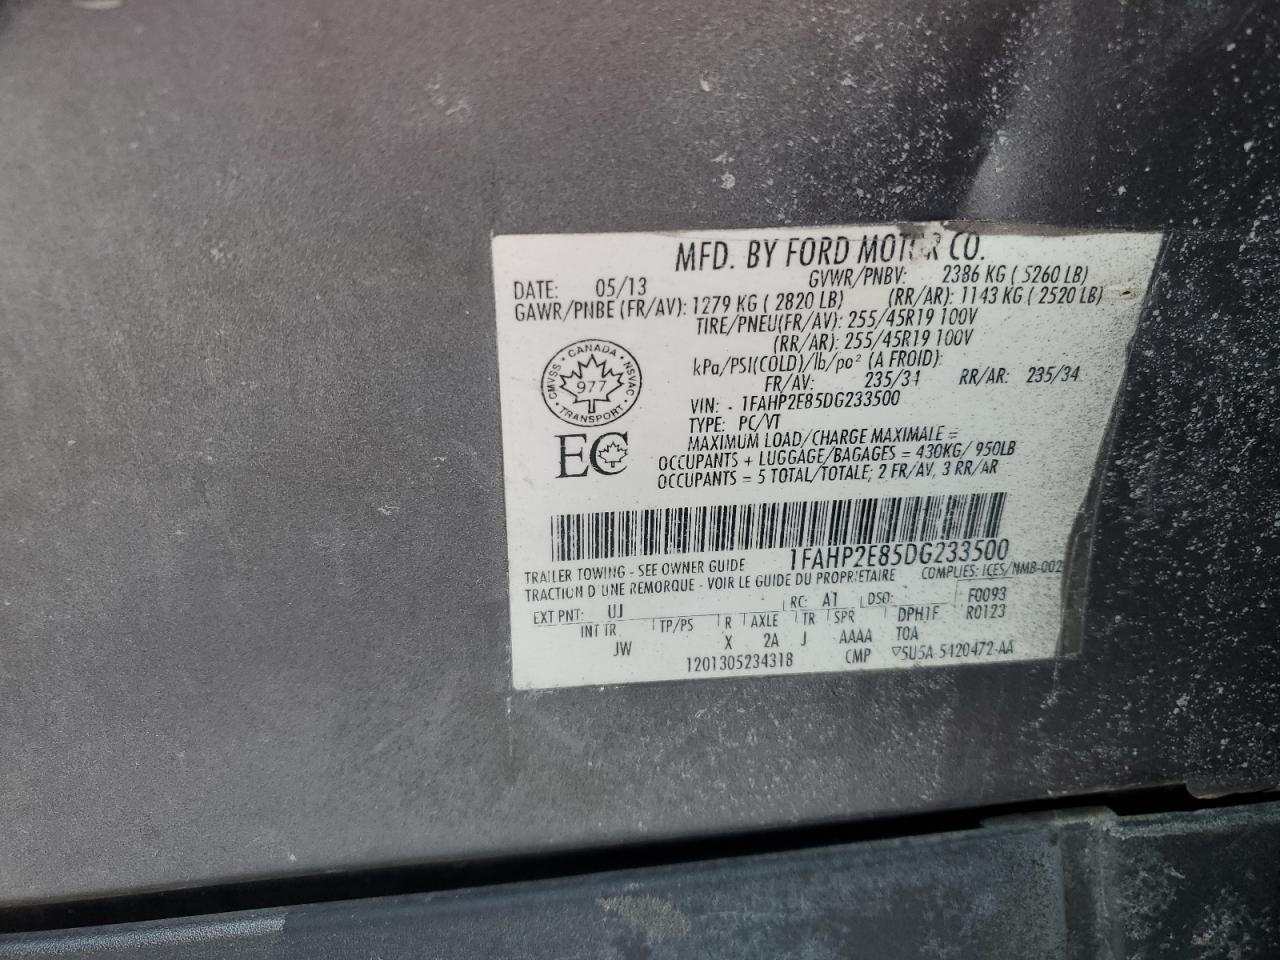 MFD. BY FORD MOTOR CO.
DATE: 05/13 GVWR/PNBV: 2386 KG ( 5260 LB)
GAWR/PNBE (FR/AV): 1279 KG ( 2820 LB) (RR/AR): 1143 KG ( 2520 LB)
TIRE/PNEU(FR/AV): 255/45R19 100V
(RR/AR): 255/45R19 100V
kPa/PSI(COLD)/lb/po² (A FROID):
FR/AV: 235/34 RR/AR: 235/34
CANADA
CMVSS NSVAC
977
TRANSPORT
EC
VIN: 1FAHP2E85DG233500
TYPE: PC/VT
MAXIMUM LOAD/CHARGE MAXIMALE =
OCCUPANTS + LUGGAGE/BAGAGES = 430KG/ 950LB
OCCUPANTS = 5 TOTAL/TOTALE; 2 FR/AV, 3 RR/AR
1FAHP2E85DG233500
TRAILER TOWING - SEE OWNER GUIDE COMPLIES: ICES/NMB-002
TRACTION D'UNE REMORQUE - VOIR LE GUIDE DU PROPRIETAIRE
EXT PNT: UJ RC: A1 DSO: F0093
INT TR TP/PS R AXLE TR SPR DPH1F R0123
JW X 2A J AAAA TOA
1201305234318 CMP ▽5U5A-5420472-AA